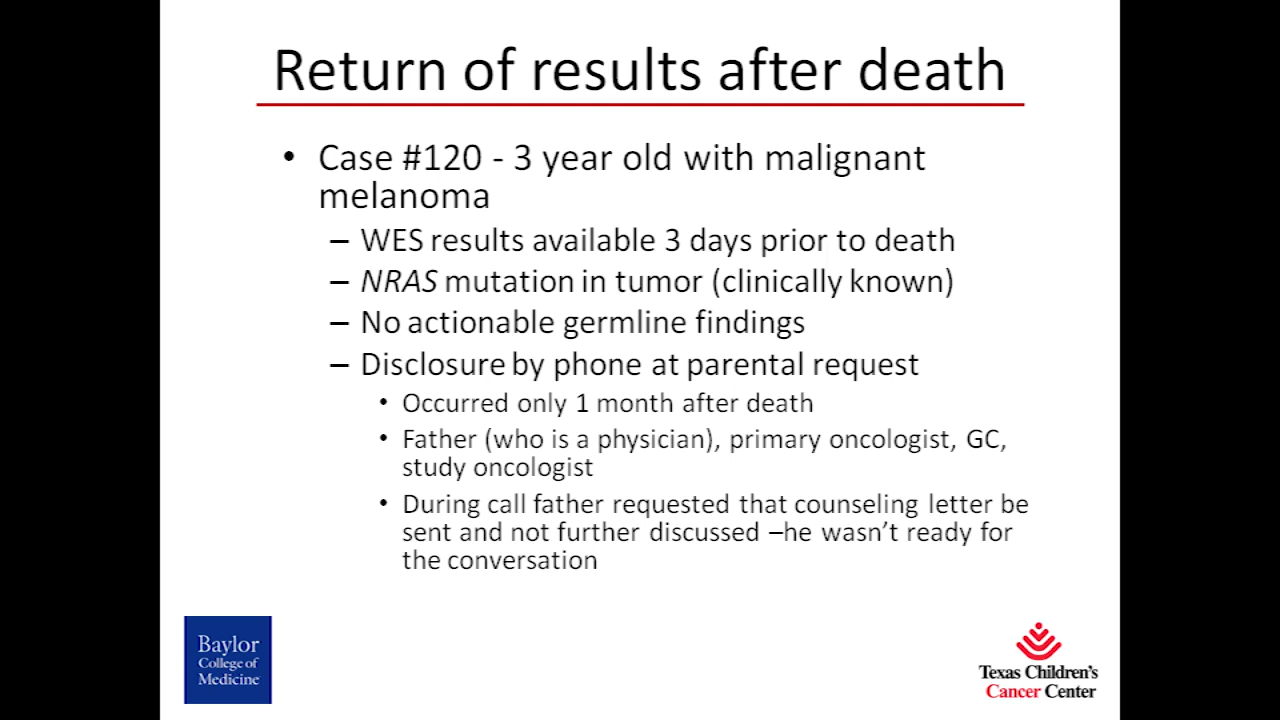 Return of results after death
• Case #120 - 3 year old with malignant
melanoma
– WES results available 3 days prior to death
– NRAS mutation in tumor (clinically known)
– No actionable germline findings
– Disclosure by phone at parental request
• Occurred only 1 month after death
• Father (who is a physician), primary oncologist, GC,
study oncologist
• During call father requested that counseling letter be
sent and not further discussed –he wasn't ready for
the conversation
Baylor
College of
Medicine
Texas Children's
Cancer Center